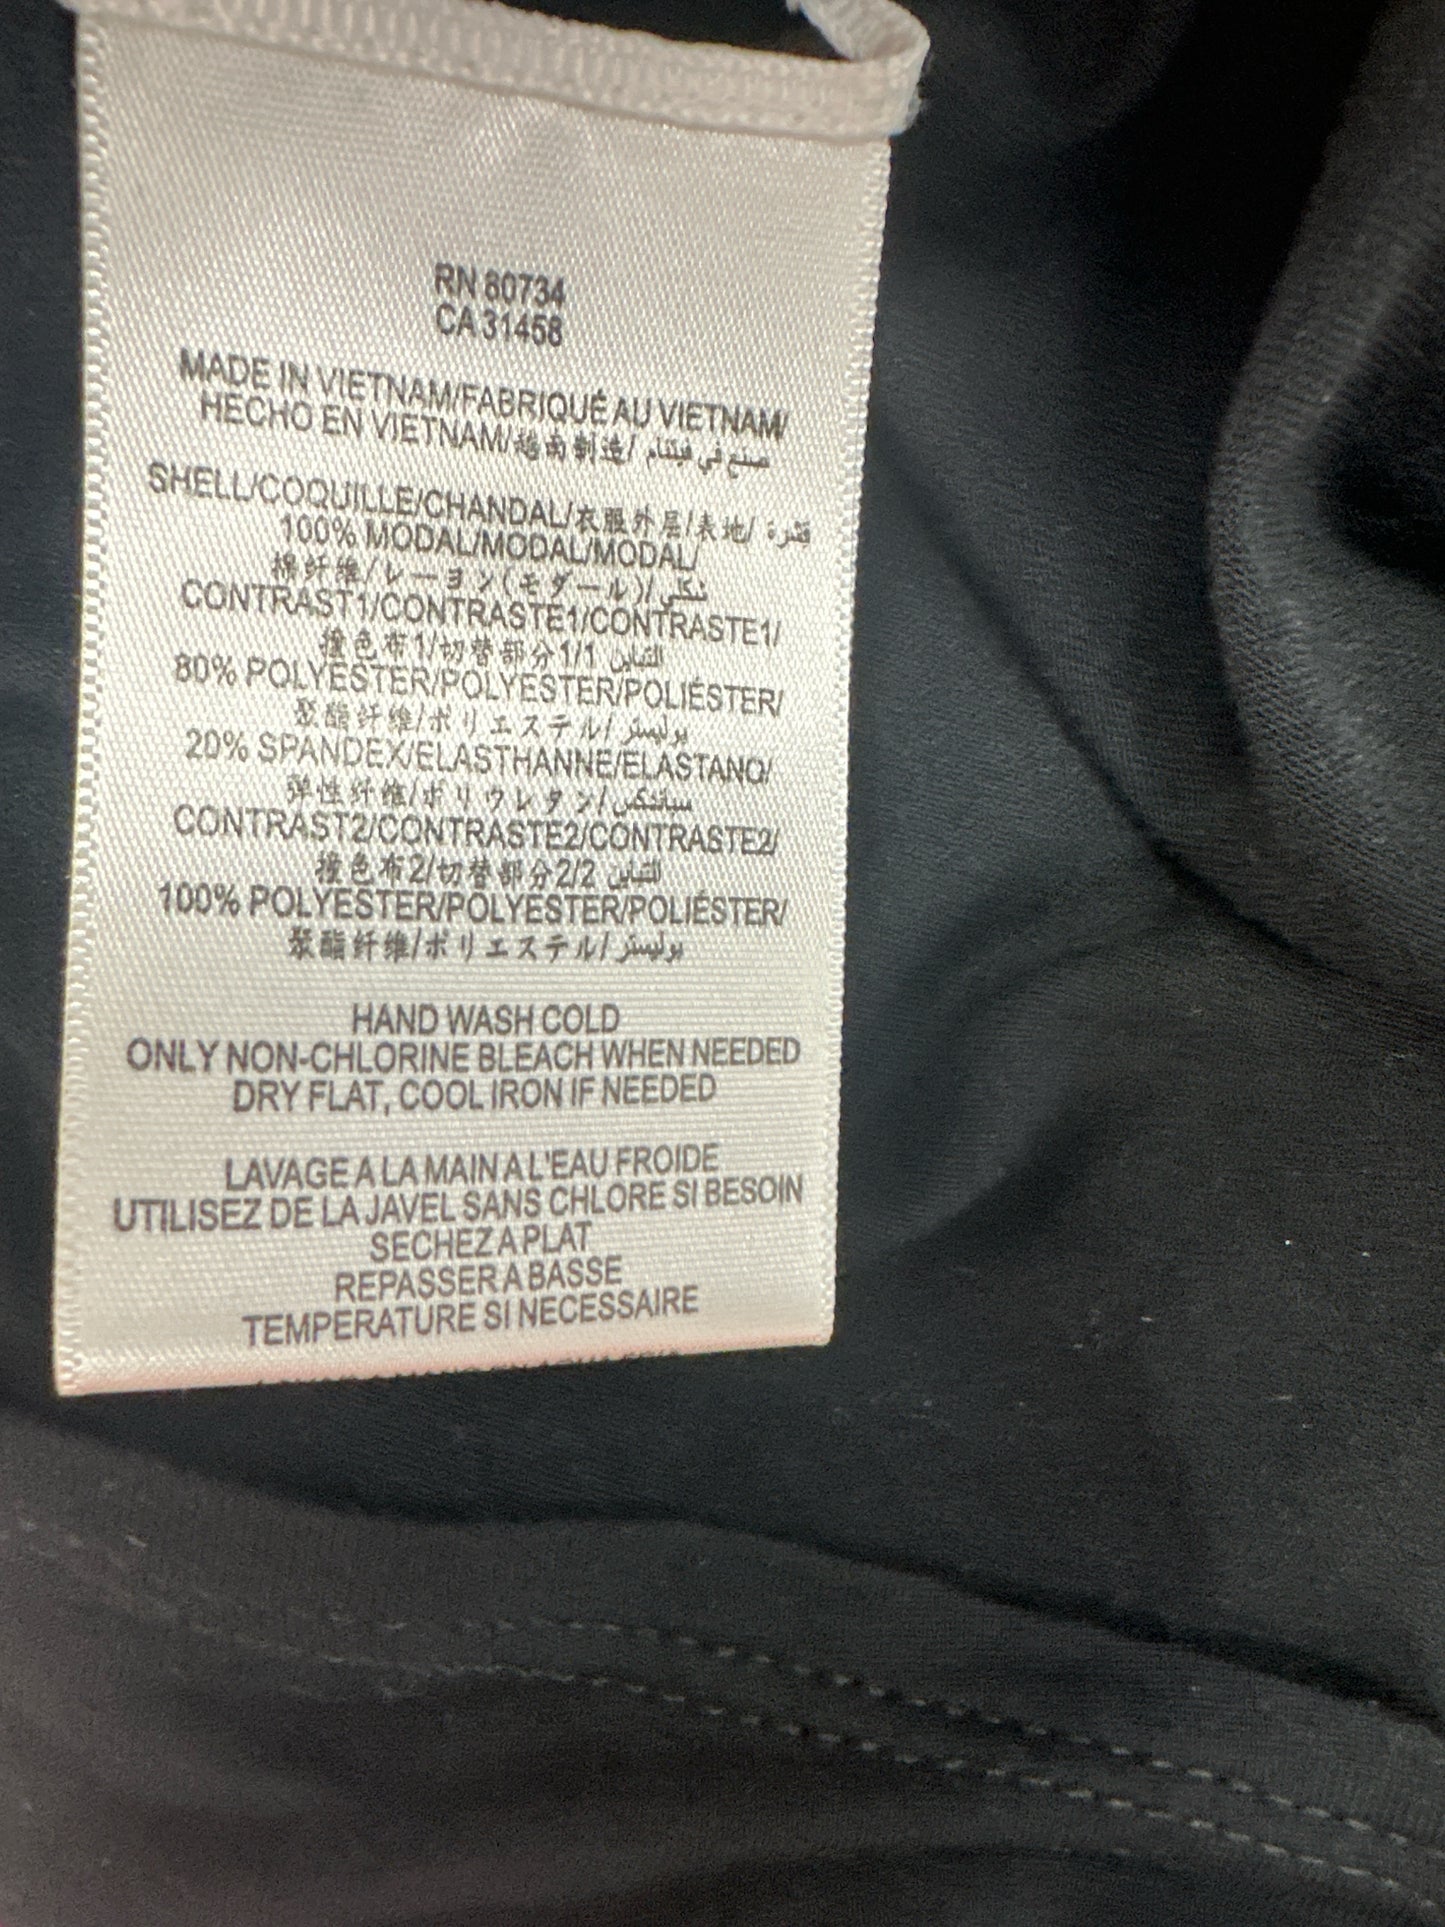 RN 80734
CA 31458
MADE IN VIETNAM/FABRIQUÉ AU VIETNAM/
HECHO EN VIETNAM/越南制造/ صنع في فيتنام
SHELL/COQUILLE/CHANDAL/衣服外层/表地/ قشرة
100% MODAL/MODAL/MODAL/
棉纤维/レーヨン(モダール)/
CONTRAST1/CONTRASTE1/CONTRASTE1/
撞色布1/切替部分1/1 التباين
80% POLYESTER/POLYESTER/POLIÉSTER/
聚酯纤维/ポリエステル/ بوليستر
20% SPANDEX/ELASTHANNE/ELASTANO/
弹性纤维/ポリウレタン/ سباندكس
CONTRAST2/CONTRASTE2/CONTRASTE2/
撞色布2/切替部分2/2 التباين
100% POLYESTER/POLYESTER/POLIÉSTER/
聚酯纤维/ポリエステル/ بوليستر
HAND WASH COLD
ONLY NON-CHLORINE BLEACH WHEN NEEDED
DRY FLAT, COOL IRON IF NEEDED
LAVAGE A LA MAIN A L'EAU FROIDE
UTILISEZ DE LA JAVEL SANS CHLORE SI BESOIN
SECHEZ A PLAT
REPASSER A BASSE
TEMPERATURE SI NECESSAIRE